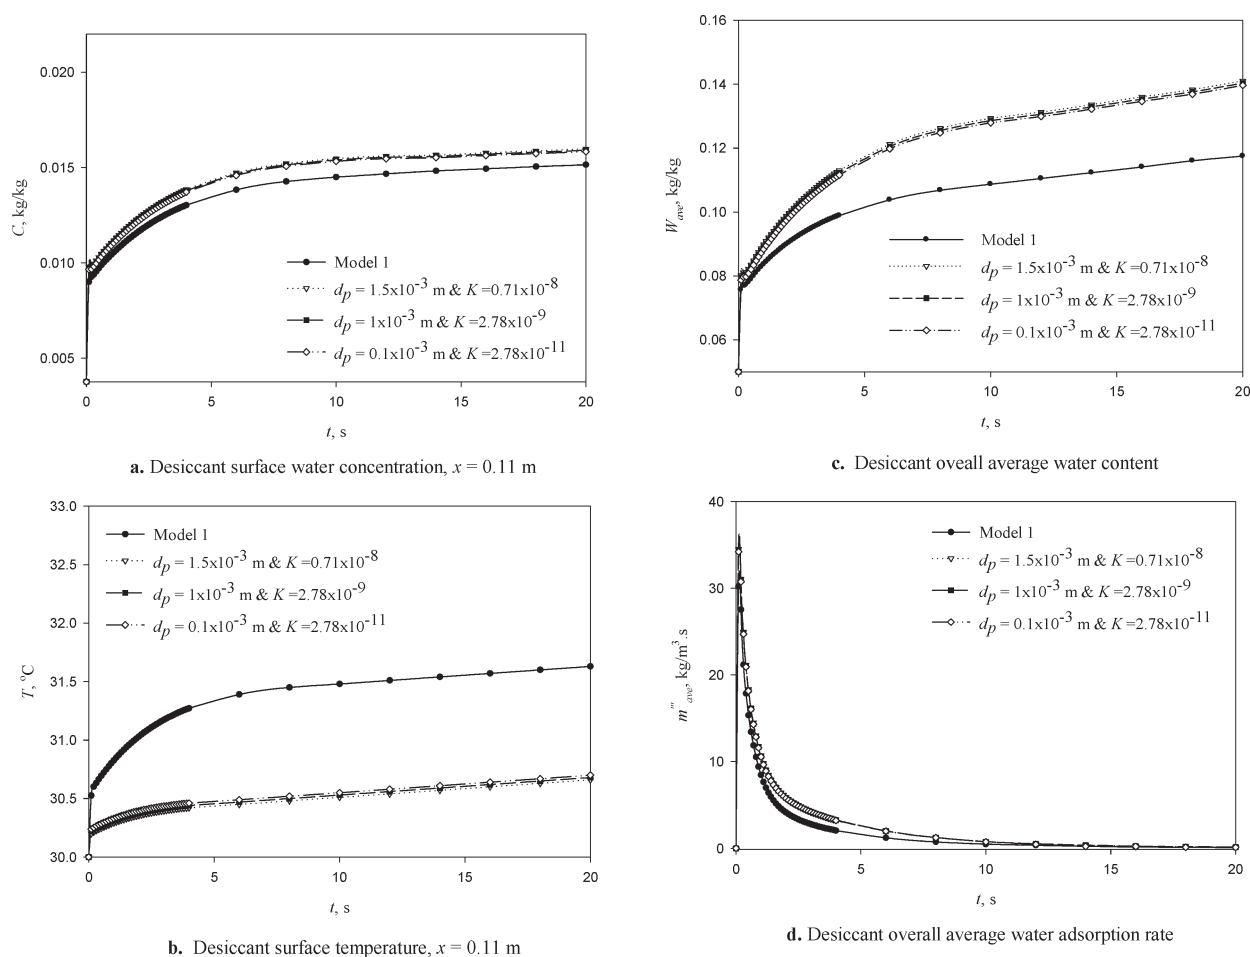 C, kg/kg
0.020
0.015
0.010
0.005
0 5 10 15 20
t, s
Model 1
dp = 1.5x10-3 m & K=0.71x10-8
dp = 1x10-3 m & K=2.78x10-9
dp = 0.1x10-3 m & K=2.78x10-11
a. Desiccant surface water concentration, x = 0.11 m
Wave, kg/kg
0.16
0.14
0.12
0.10
0.08
0.06
0 5 10 15 20
t, s
Model 1
dp = 1.5x10-3 m & K=0.71x10-8
dp = 1x10-3 m & K=2.78x10-9
dp = 0.1x10-3 m & K=2.78x10-11
c. Desiccant oveall average water content
T, oC
33.0
32.5
32.0
31.5
31.0
30.5
30.0
0 5 10 15 20
t, s
Model 1
dp = 1.5x10-3 m & K=0.71x10-8
dp = 1x10-3 m & K=2.78x10-9
dp = 0.1x10-3 m & K=2.78x10-11
b. Desiccant surface temperature, x = 0.11 m
m'''ave, kg/m3.s
40
30
20
10
0
0 5 10 15 20
t, s
Model 1
dp = 1.5x10-3 m & K=0.71x10-8
dp = 1x10-3 m & K=2.78x10-9
dp = 0.1x10-3 m & K=2.78x10-11
d. Desiccant overall average water adsorption rate